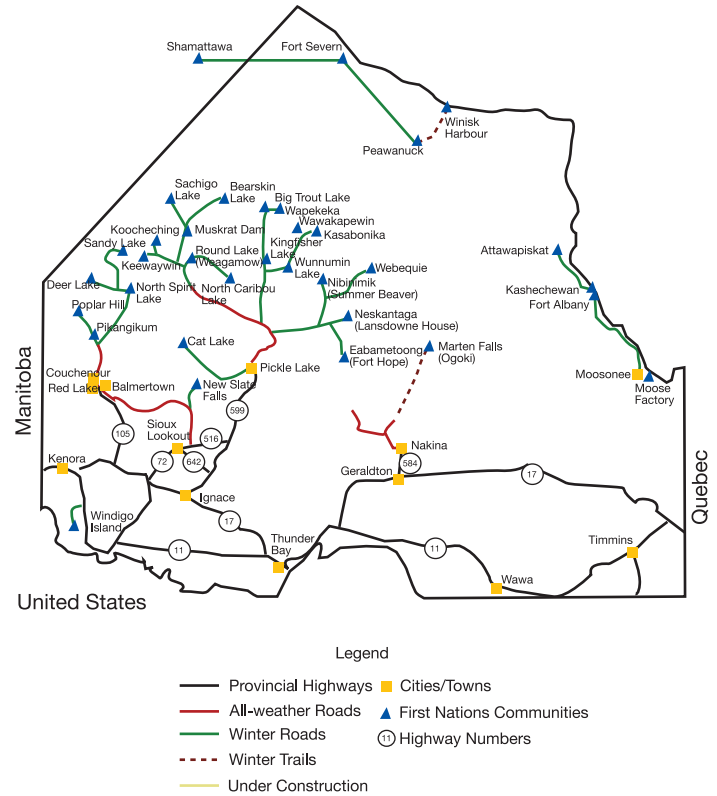 Shamattawa
Fort Severn
Winisk
Harbour
Peawanuck
Sachigo
Lake
Bearskin
Lake
Big Trout Lake
Wapekeka
Wawakapewin
Kasabonika
Koocheching
Muskrat Dam
Sandy Lake
Keewaywin
Round Lake
(Weagamow)
Kingfisher
Lake
Wunnumin
Lake
Attawapiskat
Webequie
Deer Lake
North Spirit
Lake
North Caribou
Lake
Nibinimik
(Summer Beaver)
Kashechewan
Fort Albany
Poplar Hill
Pikangikum
Neskantaga
(Lansdowne House)
Cat Lake
Eabametoong
(Fort Hope)
Marten Falls
(Ogoki)
Pickle Lake
Couchenour
Red Lake
Balmertown
New Slate
Falls
Moosonee
Moose
Factory
Manitoba
599
105
Sioux
Lookout
516
72
642
Nakina
584
Kenora
Geraldton
17
Quebec
Ignace
Windigo
Island
17
11
Thunder
Bay
11
Timmins
Wawa
United States
Legend
Provincial Highways
Cities/Towns
All-weather Roads
First Nations Communities
Winter Roads
11 Highway Numbers
Winter Trails
Under Construction